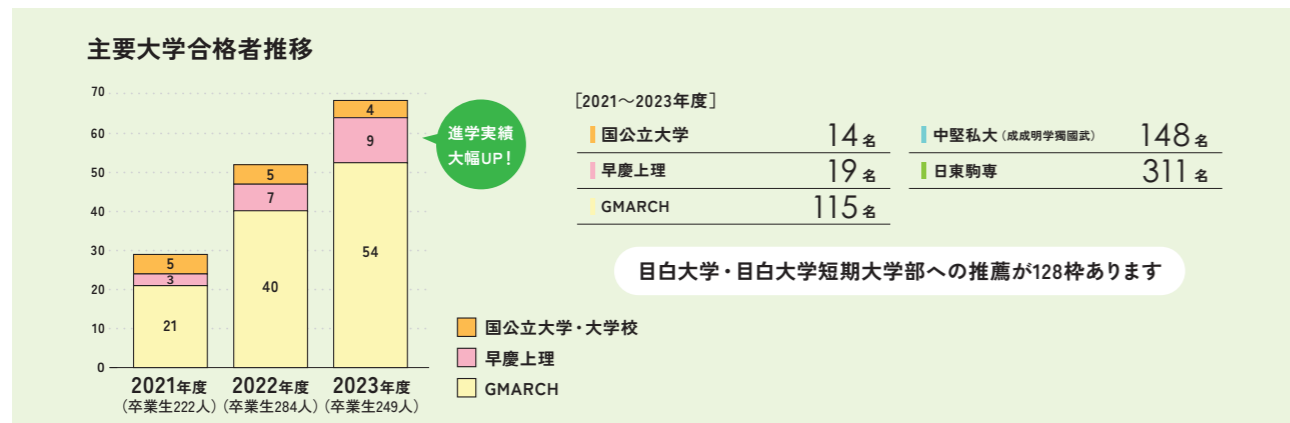 主要大学合格者推移
70
60
50
40
30
20
10
0
5
3
21
5
7
40
4
9
54
進学実績
大幅UP!
2021年度
(卒業生222人)
2022年度
(卒業生284人)
2023年度
(卒業生249人)
国公立大学・大学校
早慶上理
GMARCH
[2021〜2023年度]
国公立大学 14名
早慶上理 19名
GMARCH 115名
中堅私大(成成明学獨國武) 148名
日東駒専 311名
目白大学・目白大学短期大学部への推薦が128枠あります